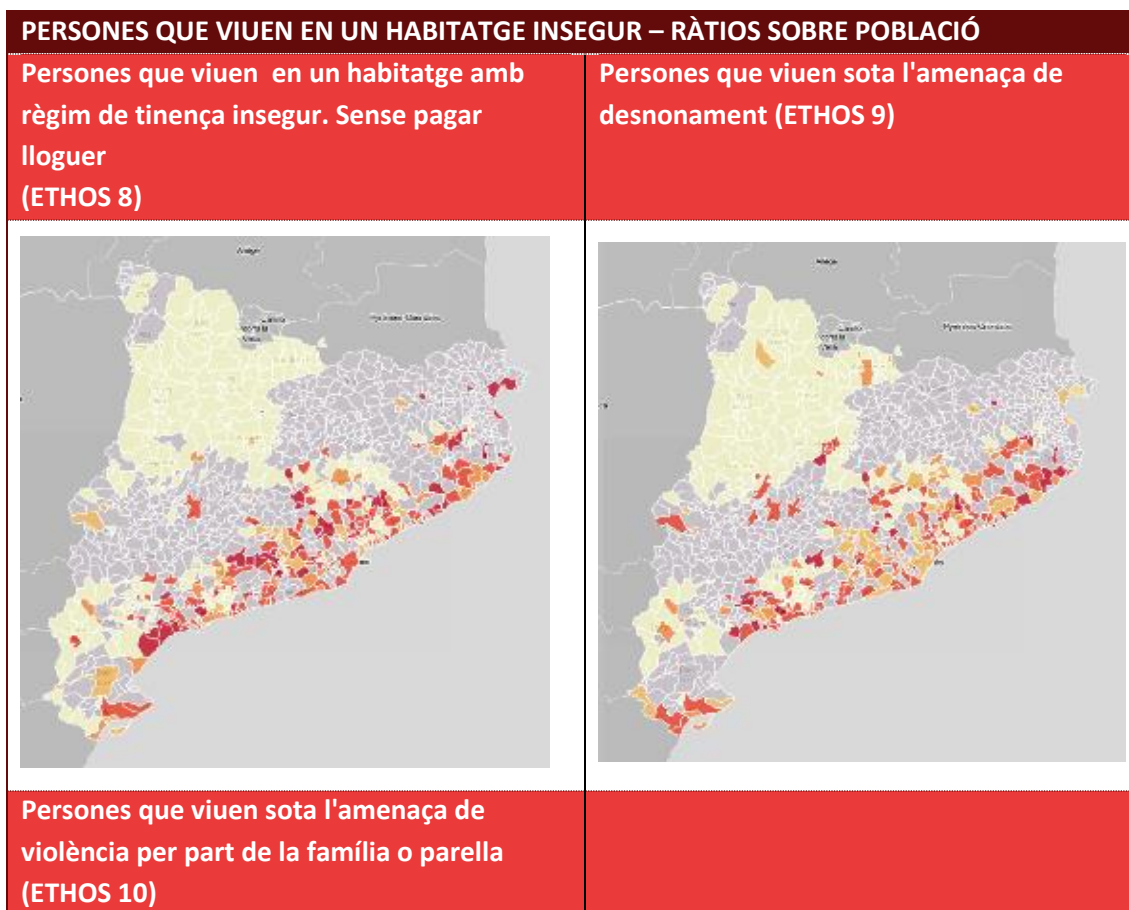 PERSONES QUE VIUEN EN UN HABITATGE INSEGUR – RÀTIOS SOBRE POBLACIÓ
Persones que viuen en un habitatge amb
règim de tinença insegur. Sense pagar
lloguer
(ETHOS 8)
Persones que viuen sota l'amenaça de
desnonament (ETHOS 9)
Persones que viuen sota l'amenaça de
violència per part de la família o parella
(ETHOS 10)